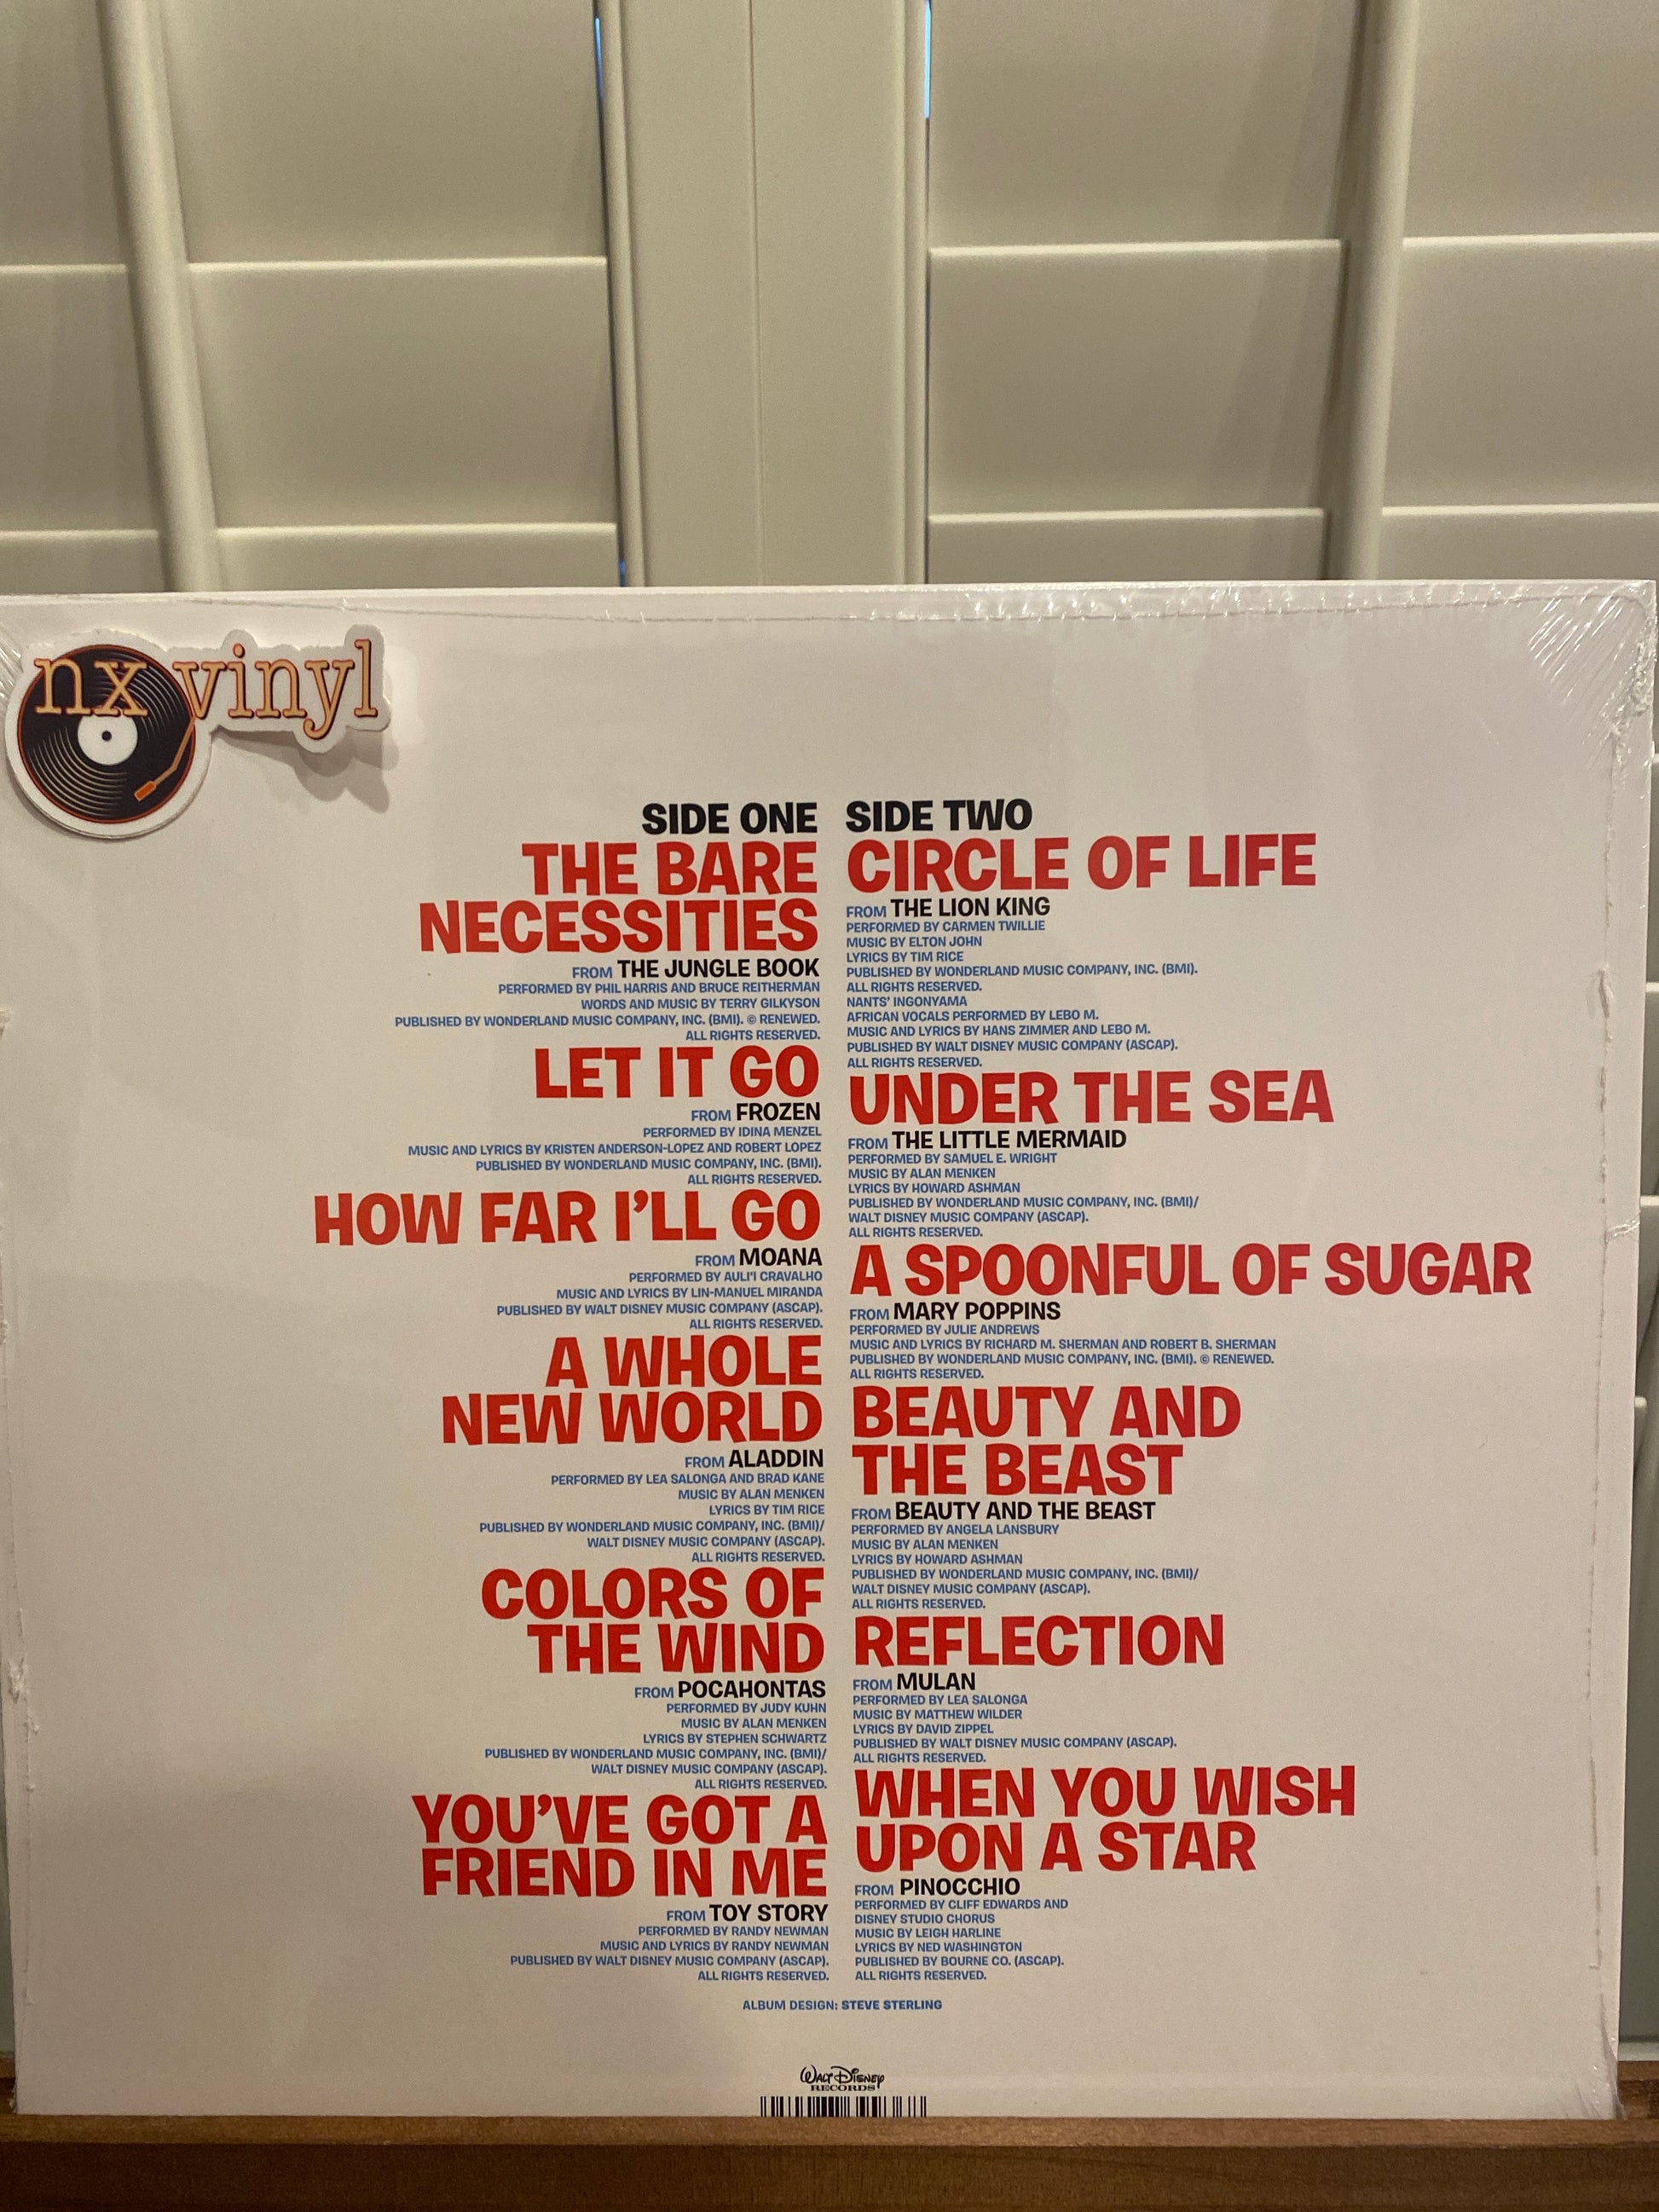 nx vinyl
SIDE ONE
THE BARE
NECESSITIES
FROM THE JUNGLE BOOK
PERFORMED BY PHIL HARRIS AND BRUCE REITHERMAN
WORDS AND MUSIC BY TERRY GILKYSON
PUBLISHED BY WONDERLAND MUSIC COMPANY, INC. (BMI). © RENEWED.
ALL RIGHTS RESERVED.
LET IT GO
FROM FROZEN
PERFORMED BY IDINA MENZEL
MUSIC AND LYRICS BY KRISTEN ANDERSON-LOPEZ AND ROBERT LOPEZ
PUBLISHED BY WONDERLAND MUSIC COMPANY, INC. (BMI).
ALL RIGHTS RESERVED.
HOW FAR I'LL GO
FROM MOANA
PERFORMED BY AULI'I CRAVALHO
MUSIC AND LYRICS BY LIN-MANUEL MIRANDA
PUBLISHED BY WALT DISNEY MUSIC COMPANY (ASCAP).
ALL RIGHTS RESERVED.
A WHOLE
NEW WORLD
FROM ALADDIN
PERFORMED BY LEA SALONGA AND BRAD KANE
MUSIC BY ALAN MENKEN
LYRICS BY TIM RICE
PUBLISHED BY WONDERLAND MUSIC COMPANY, INC. (BMI)/
WALT DISNEY MUSIC COMPANY (ASCAP).
ALL RIGHTS RESERVED.
COLORS OF
THE WIND
FROM POCAHONTAS
PERFORMED BY JUDY KUHN
MUSIC BY ALAN MENKEN
LYRICS BY STEPHEN SCHWARTZ
PUBLISHED BY WONDERLAND MUSIC COMPANY, INC. (BMI)/
WALT DISNEY MUSIC COMPANY (ASCAP).
ALL RIGHTS RESERVED.
YOU'VE GOT A
FRIEND IN ME
FROM TOY STORY
PERFORMED BY RANDY NEWMAN
MUSIC AND LYRICS BY RANDY NEWMAN
PUBLISHED BY WALT DISNEY MUSIC COMPANY (ASCAP).
ALL RIGHTS RESERVED.
SIDE TWO
CIRCLE OF LIFE
FROM THE LION KING
PERFORMED BY CARMEN TWILLIE
MUSIC BY ELTON JOHN
LYRICS BY TIM RICE
PUBLISHED BY WONDERLAND MUSIC COMPANY, INC. (BMI).
ALL RIGHTS RESERVED.
NANTS' INGONYAMA
AFRICAN VOCALS PERFORMED BY LEBO M.
MUSIC AND LYRICS BY HANS ZIMMER AND LEBO M.
PUBLISHED BY WALT DISNEY MUSIC COMPANY (ASCAP).
ALL RIGHTS RESERVED.
UNDER THE SEA
FROM THE LITTLE MERMAID
PERFORMED BY SAMUEL E. WRIGHT
MUSIC BY ALAN MENKEN
LYRICS BY HOWARD ASHMAN
PUBLISHED BY WONDERLAND MUSIC COMPANY, INC. (BMI)/
WALT DISNEY MUSIC COMPANY (ASCAP).
ALL RIGHTS RESERVED.
A SPOONFUL OF SUGAR
FROM MARY POPPINS
PERFORMED BY JULIE ANDREWS
MUSIC AND LYRICS BY RICHARD M. SHERMAN AND ROBERT B. SHERMAN
PUBLISHED BY WONDERLAND MUSIC COMPANY, INC. (BMI). © RENEWED.
ALL RIGHTS RESERVED.
BEAUTY AND
THE BEAST
FROM BEAUTY AND THE BEAST
PERFORMED BY ANGELA LANSBURY
MUSIC BY ALAN MENKEN
LYRICS BY HOWARD ASHMAN
PUBLISHED BY WONDERLAND MUSIC COMPANY, INC. (BMI)/
WALT DISNEY MUSIC COMPANY (ASCAP).
ALL RIGHTS RESERVED.
REFLECTION
FROM MULAN
PERFORMED BY LEA SALONGA
MUSIC BY MATTHEW WILDER
LYRICS BY DAVID ZIPPEL
PUBLISHED BY WALT DISNEY MUSIC COMPANY (ASCAP).
ALL RIGHTS RESERVED.
WHEN YOU WISH
UPON A STAR
FROM PINOCCHIO
PERFORMED BY CLIFF EDWARDS AND
DISNEY STUDIO CHORUS
MUSIC BY LEIGH HARLINE
LYRICS BY NED WASHINGTON
PUBLISHED BY BOURNE CO. (ASCAP).
ALL RIGHTS RESERVED.
ALBUM DESIGN: STEVE STERLING
WALT DISNEY
RECORDS